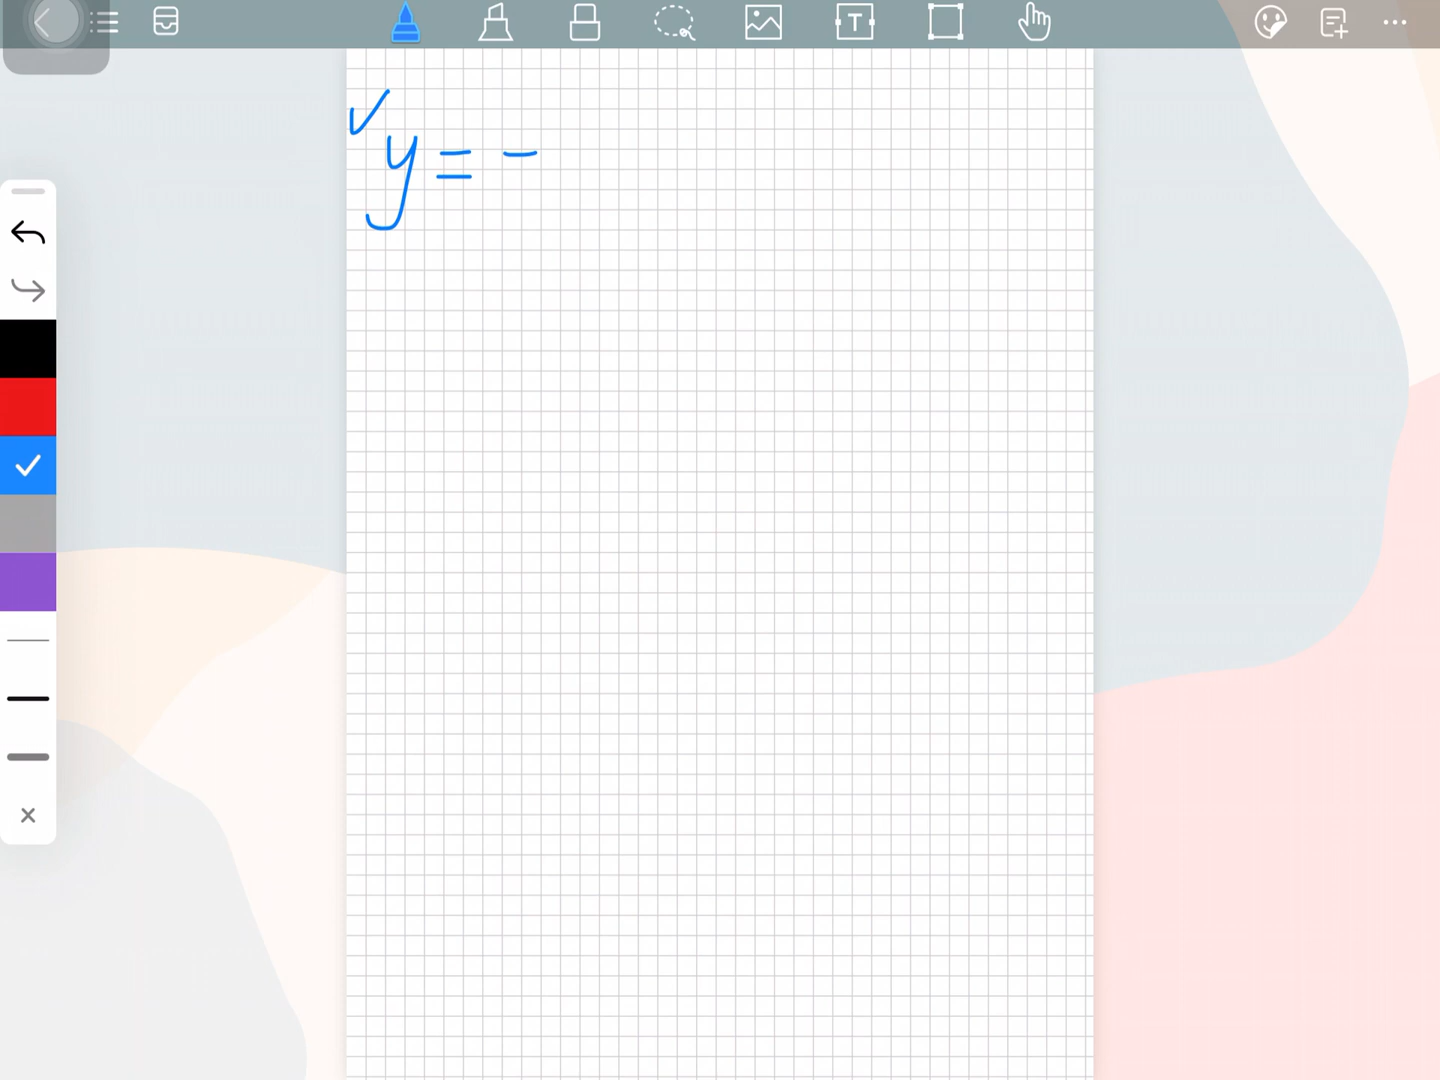 ✓
y = -